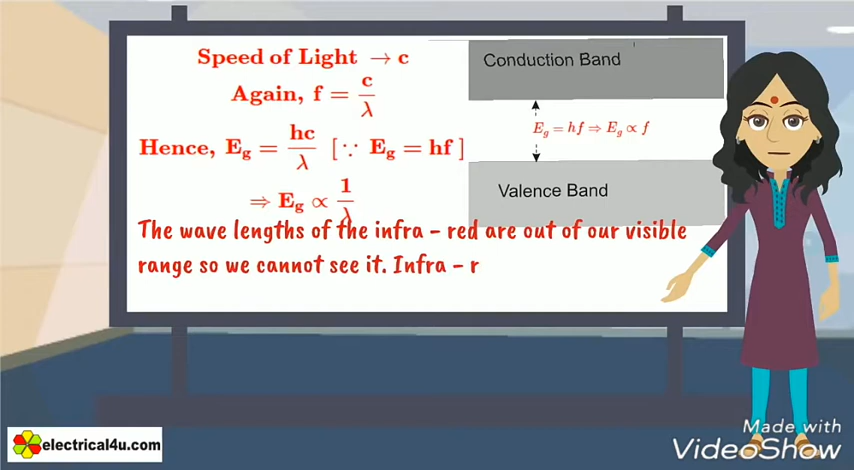 Speed of Light → c
Again, f = c/λ
Hence, Eg = hc/λ [∵ Eg = hf ]
⇒ Eg ∝ 1/λ
Conduction Band
Eg = hf ⇒ Eg ∝ f
Valence Band
The wave lengths of the infra - red are out of our visible
range so we cannot see it. Infra - r
electrical4u.com
Made with
VideoShow